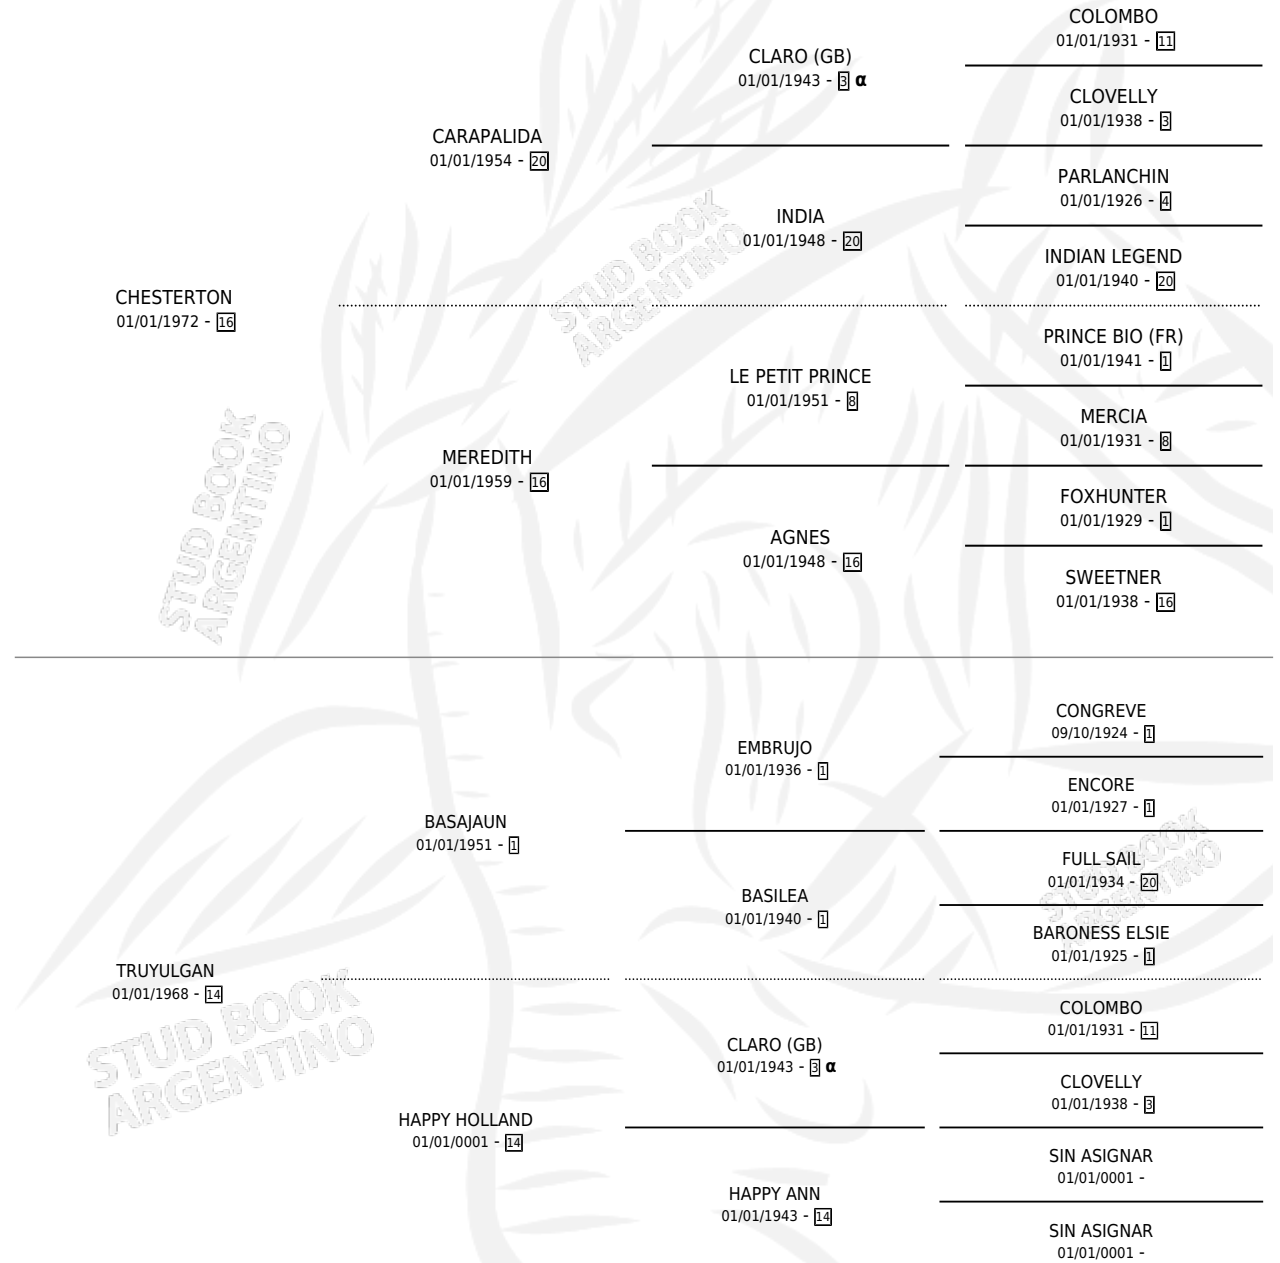 COLOMBO
01/01/1931 - 11
CLARO (GB)
01/01/1943 - 3 α
CLOVELLY
01/01/1938 - 3
CARAPALIDA
01/01/1954 - 20
PARLANCHIN
01/01/1926 - 4
INDIA
01/01/1948 - 20
INDIAN LEGEND
01/01/1940 - 20
CHESTERTON
01/01/1972 - 16
PRINCE BIO (FR)
01/01/1941 - 1
LE PETIT PRINCE
01/01/1951 - 8
MERCIA
01/01/1931 - 8
MEREDITH
01/01/1959 - 16
FOXHUNTER
01/01/1929 - 1
AGNES
01/01/1948 - 16
SWEETNER
01/01/1938 - 16
STUD BOOK
ARGENTINO
STUD BOOK
ARGENTINO
CONGREVE
09/10/1924 - 1
EMBRUJO
01/01/1936 - 1
ENCORE
01/01/1927 - 1
BASAJAUN
01/01/1951 - 1
FULL SAIL
01/01/1934 - 20
BASILEA
01/01/1940 - 1
BARONESS ELSIE
01/01/1925 - 1
TRUYULGAN
01/01/1968 - 14
COLOMBO
01/01/1931 - 11
CLARO (GB)
01/01/1943 - 3 α
CLOVELLY
01/01/1938 - 3
HAPPY HOLLAND
01/01/0001 - 14
SIN ASIGNAR
01/01/0001 -
HAPPY ANN
01/01/1943 - 14
SIN ASIGNAR
01/01/0001 -
STUD BOOK
ARGENTINO
STUD BOOK
ARGENTINO